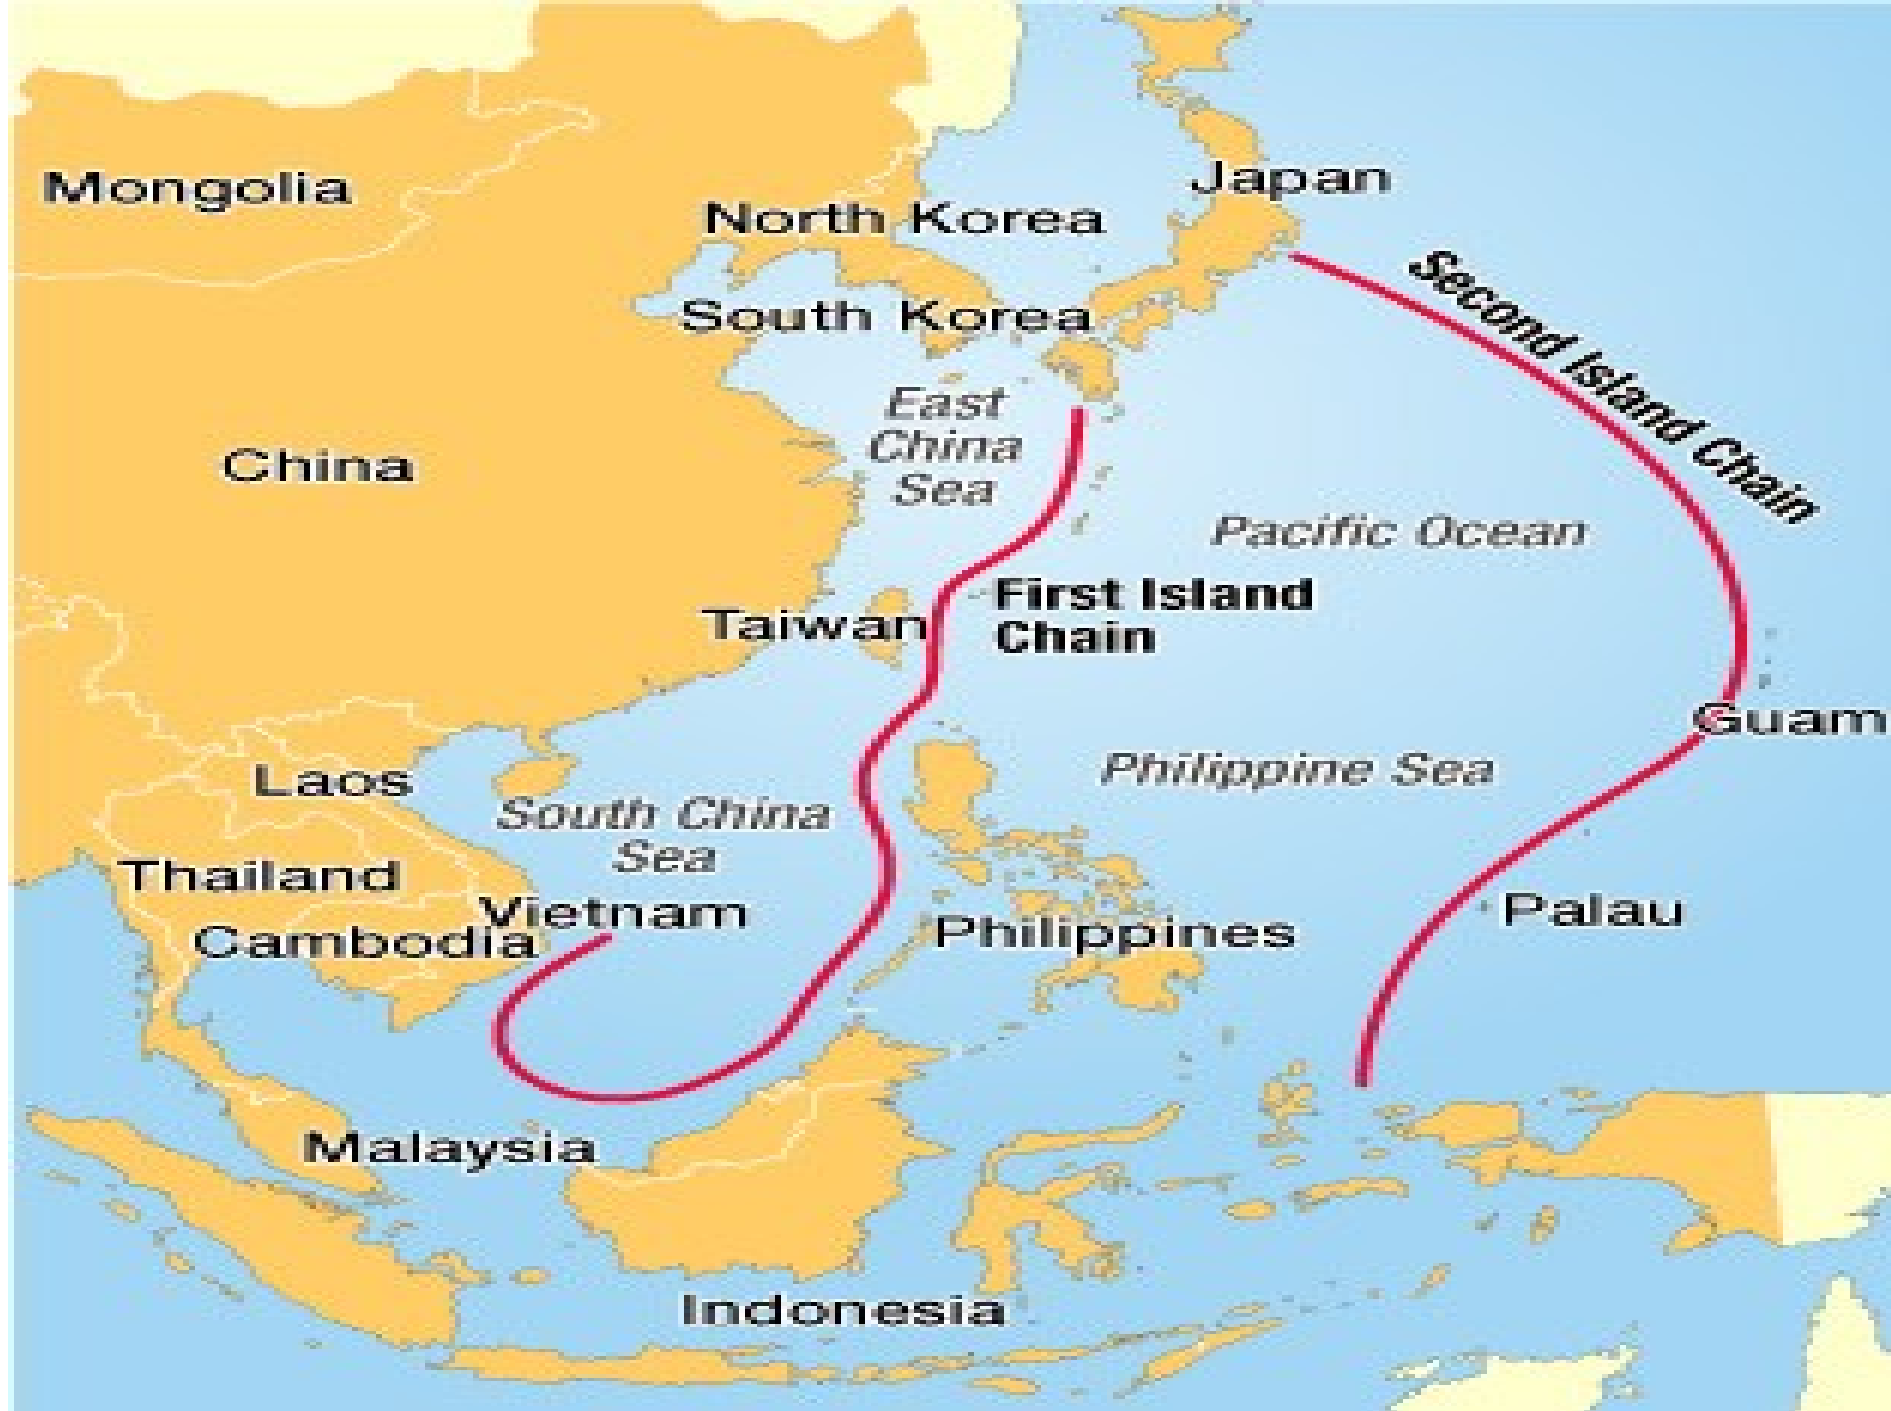 Japan
Mongolia
North Korea
South Korea
Second Island Chain
East
China
Sea
China
Pacific Ocean
First Island
Chain
Taiwan
Guam
Philippine Sea
Laos
South China
Sea
Thailand
Vietnam
Cambodia
Philippines
Palau
Malaysia
Indonesia